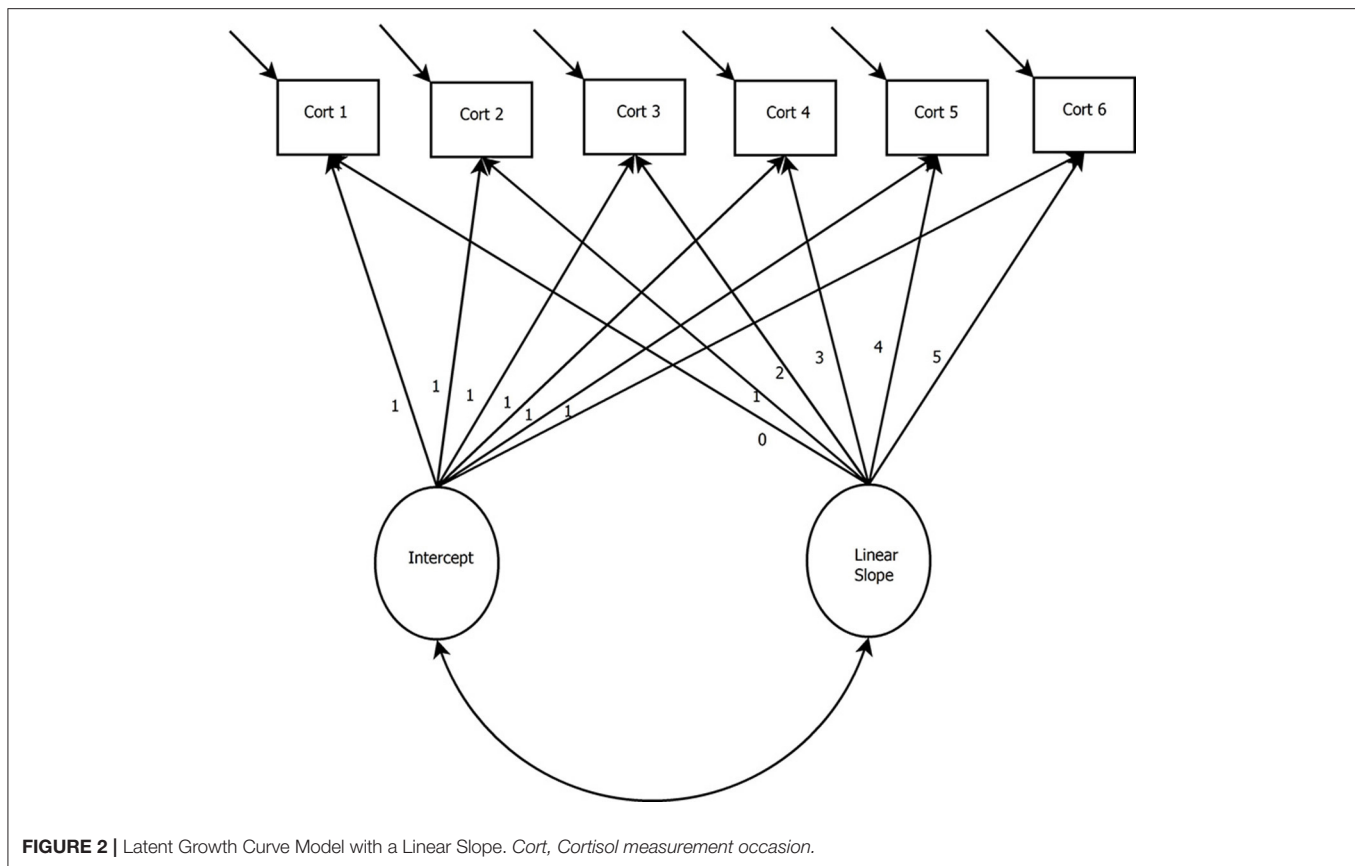 Cort 1
Cort 2
Cort 3
Cort 4
Cort 5
Cort 6
1
1
1
1
1
1
0
1
2
3
4
5
Intercept
Linear
Slope
FIGURE 2 | Latent Growth Curve Model with a Linear Slope. Cort, Cortisol measurement occasion.